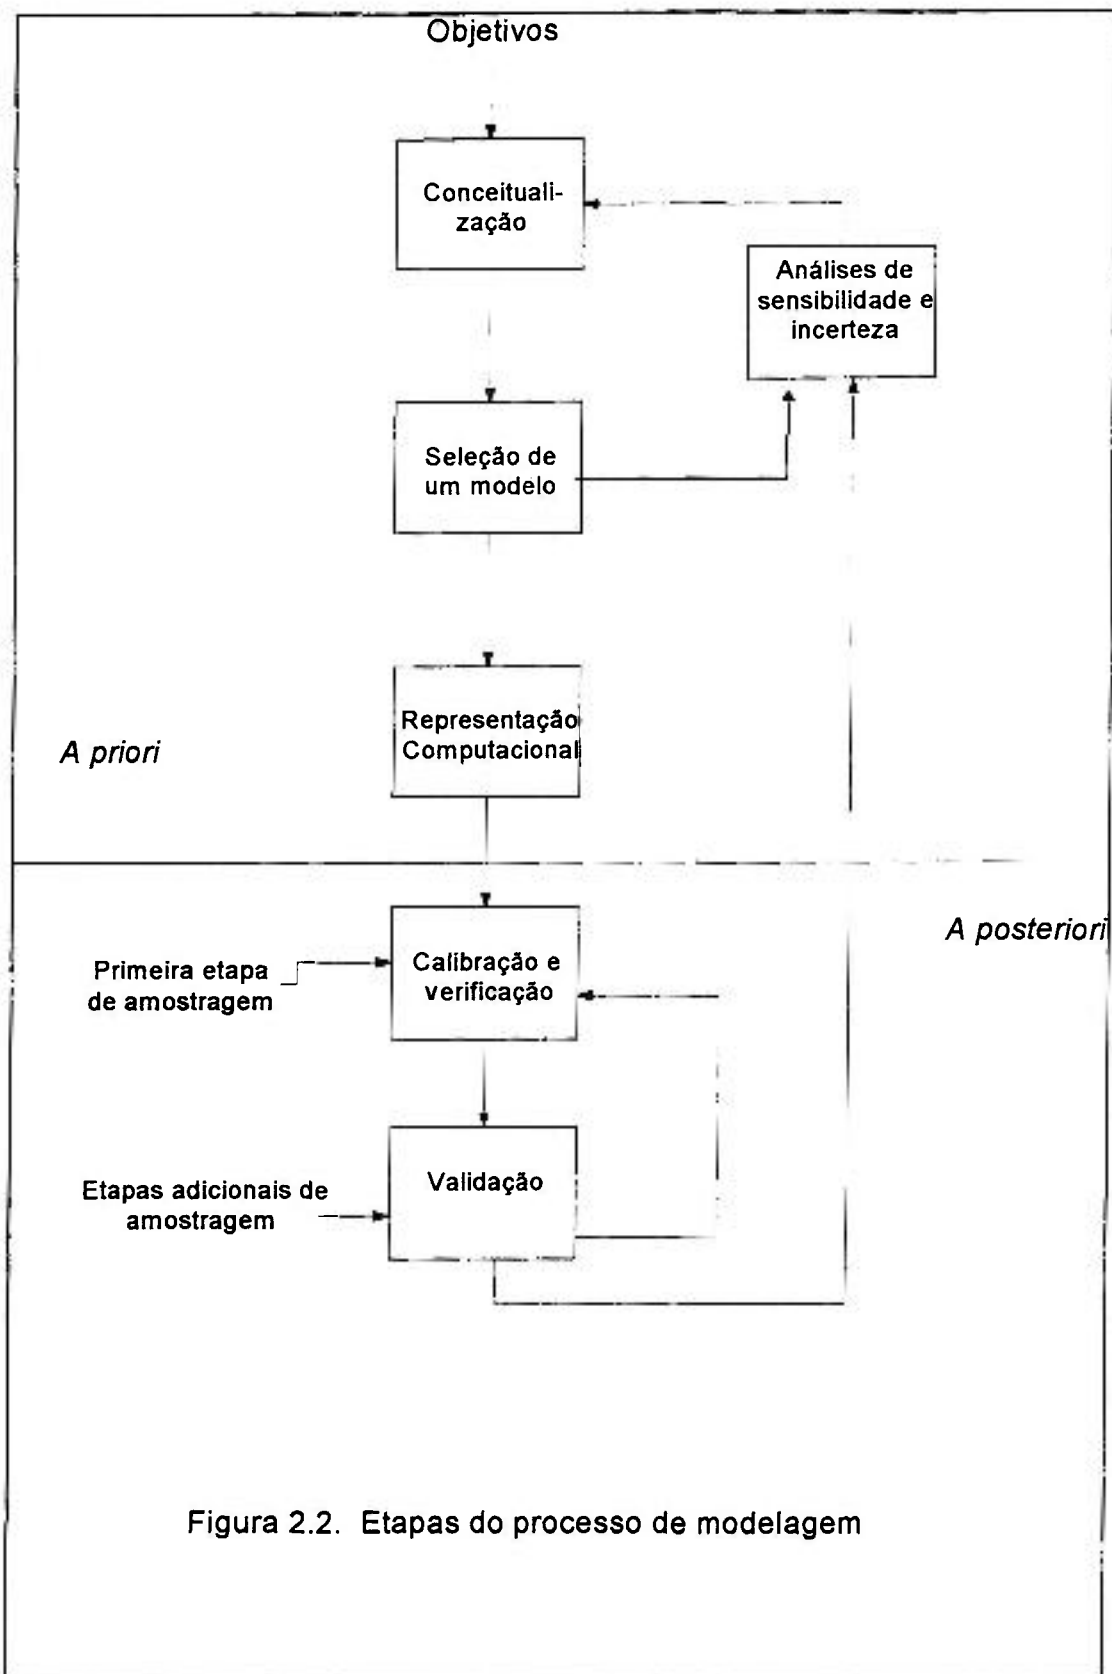 Objetivos
Conceituali-
zação
Análises de
sensibilidade e
incerteza
Seleção de
um modelo
Representação
Computacional
A priori
A posteriori
Calibração e
verificação
Primeira etapa
de amostragem
Validação
Etapas adicionais de
amostragem
Figura 2.2. Etapas do processo de modelagem